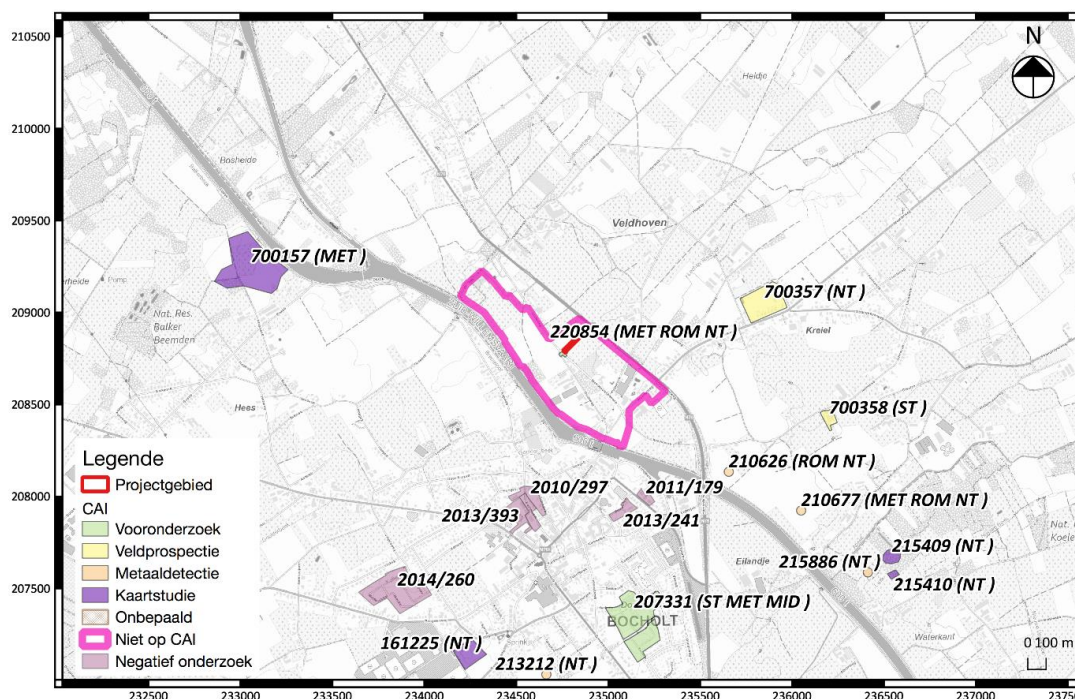 N
210500
210000
209500
209000
208500
208000
207500
Bosheide
Heidje
Veldhoven
700157 (MET )
Nat. Res.
Bulker
Beemden
700357 (NT )
220854 (MET ROM NT )
Kreiel
Hees
700358 (ST )
210626 (ROM NT )
2010/297
2011/179
210677 (MET ROM NT )
2013/393
2013/241
215409 (NT )
Eilandje
215886 (NT )
215410 (NT )
2014/260
207331 (ST MET MID )
BOCHOLT
Waterkant
161225 (NT )
213212 (NT )
Legende
Projectgebied
CAI
Vooronderzoek
Veldprospectie
Metaaldetectie
Kaartstudie
Onbepaald
Niet op CAI
Negatief onderzoek
0 100 m
232500 233000 233500 234000 234500 235000 235500 236000 236500 237000